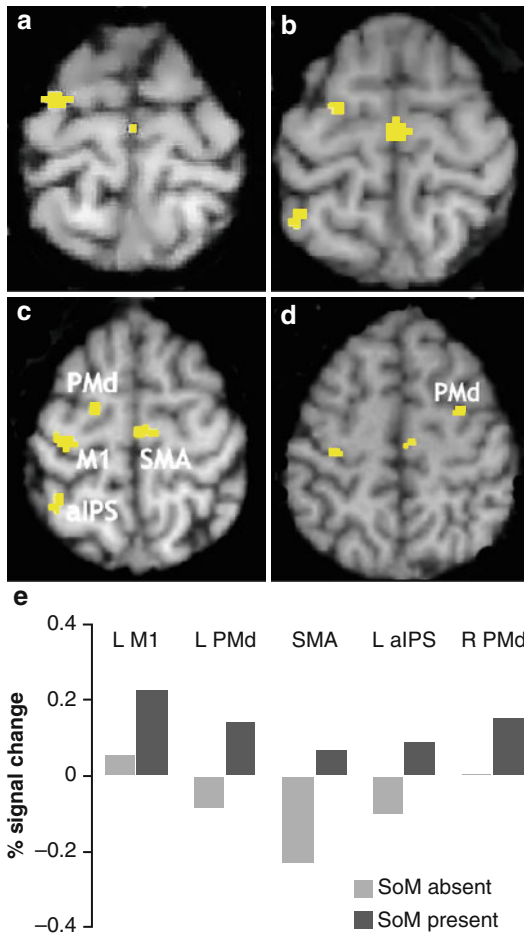 a
b
c
PMd
M1
SMA
aIPS
d
PMd
e
0.4
L M1
L PMd
SMA
L aIPS
R PMd
0.2
0
–0.2
–0.4
% signal change
SoM absent
SoM present